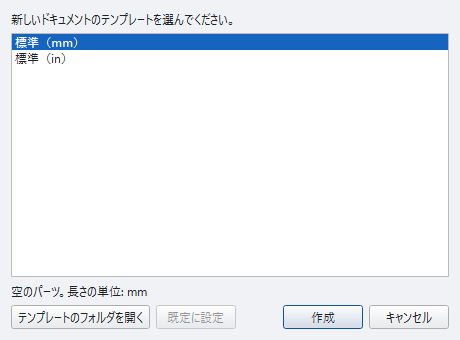 新しいドキュメントのテンプレートを選んでください。
標準（mm）
標準（in）
空のパーツ。長さの単位: mm
テンプレートのフォルダを開く
既定に設定
作成
キャンセル